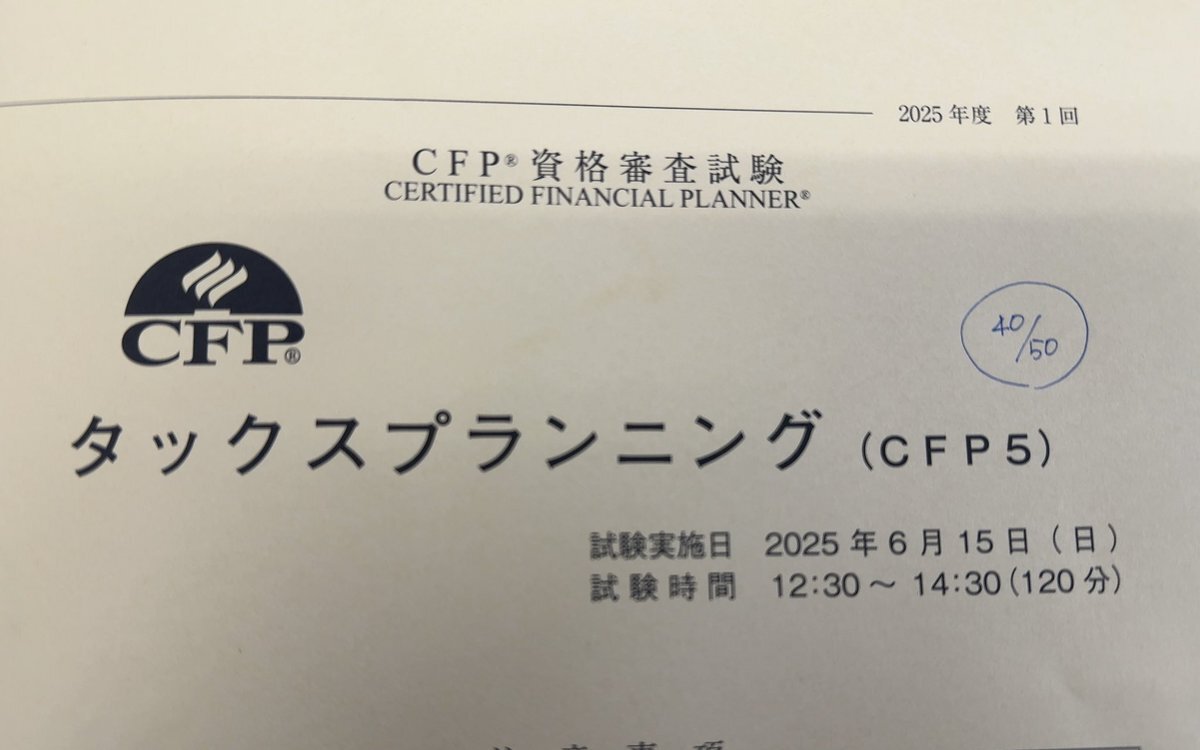 2025年度 第1回
CFP®資格審査試験
CERTIFIED FINANCIAL PLANNER®
CFP®
40/50
タックスプランニング(CFP5)
試験実施日 2025年6月15日(日)
試験時間 12:30～14:30(120分)